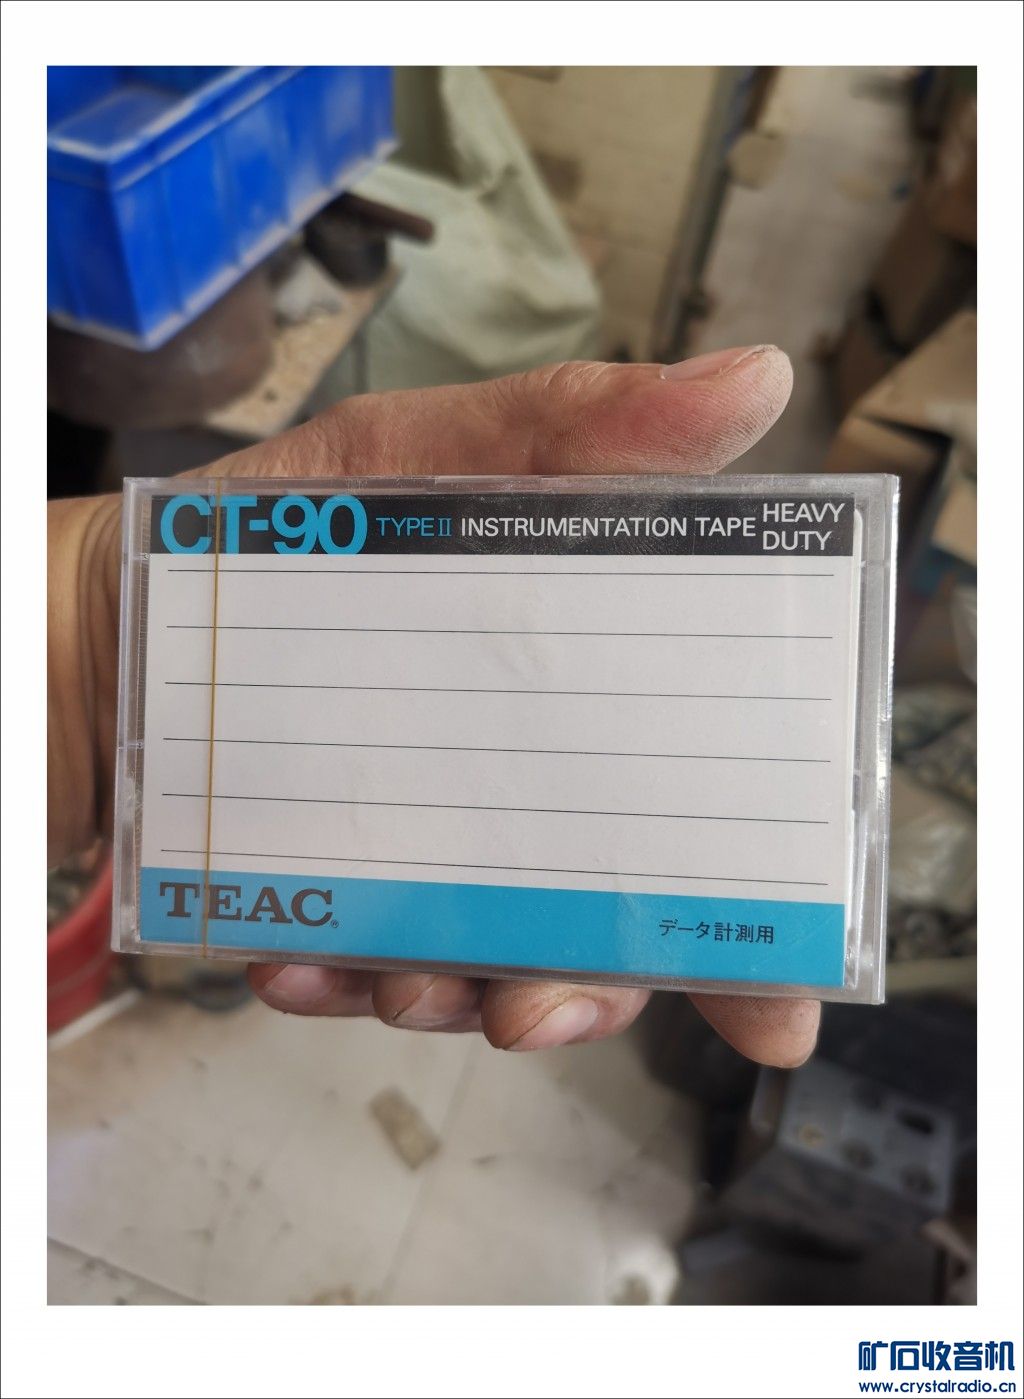 CT-90 TYPE II INSTRUMENTATION TAPE HEAVY DUTY
TEAC®
データ計測用
矿石收音机
www.crystalradio.cn